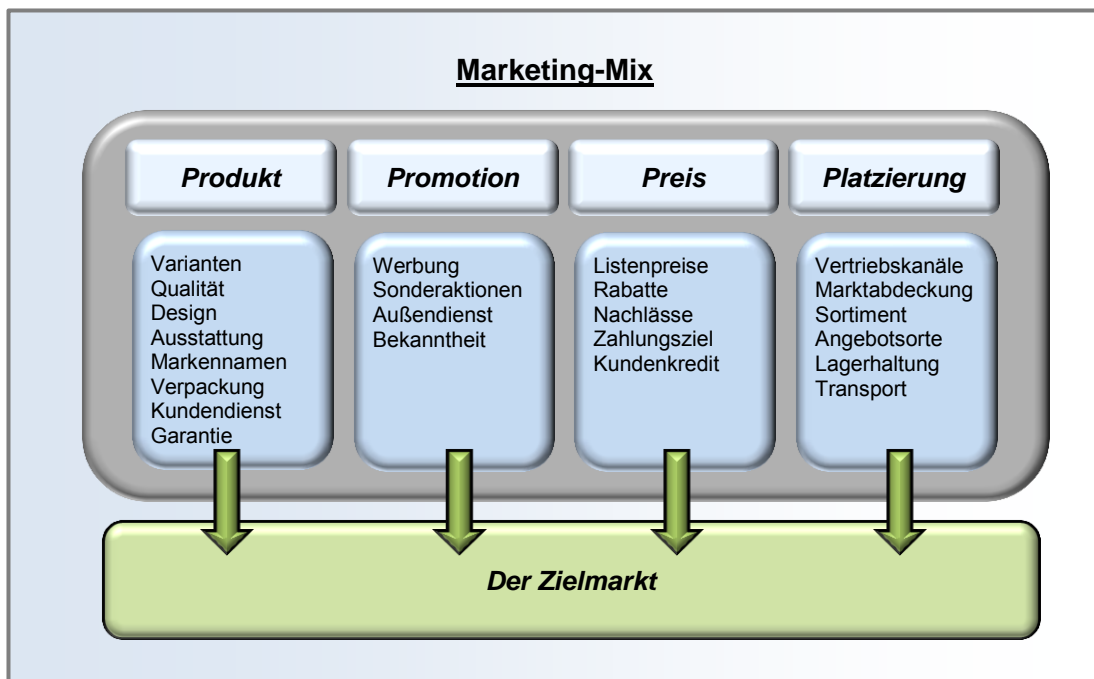 Marketing-Mix
Produkt
Varianten
Qualität
Design
Ausstattung
Markennamen
Verpackung
Kundendienst
Garantie
Promotion
Werbung
Sonderaktionen
Außendienst
Bekanntheit
Preis
Listenpreise
Rabatte
Nachlässe
Zahlungsziel
Kundenkredit
Platzierung
Vertriebskanäle
Marktabdeckung
Sortiment
Angebotsorte
Lagerhaltung
Transport
Der Zielmarkt